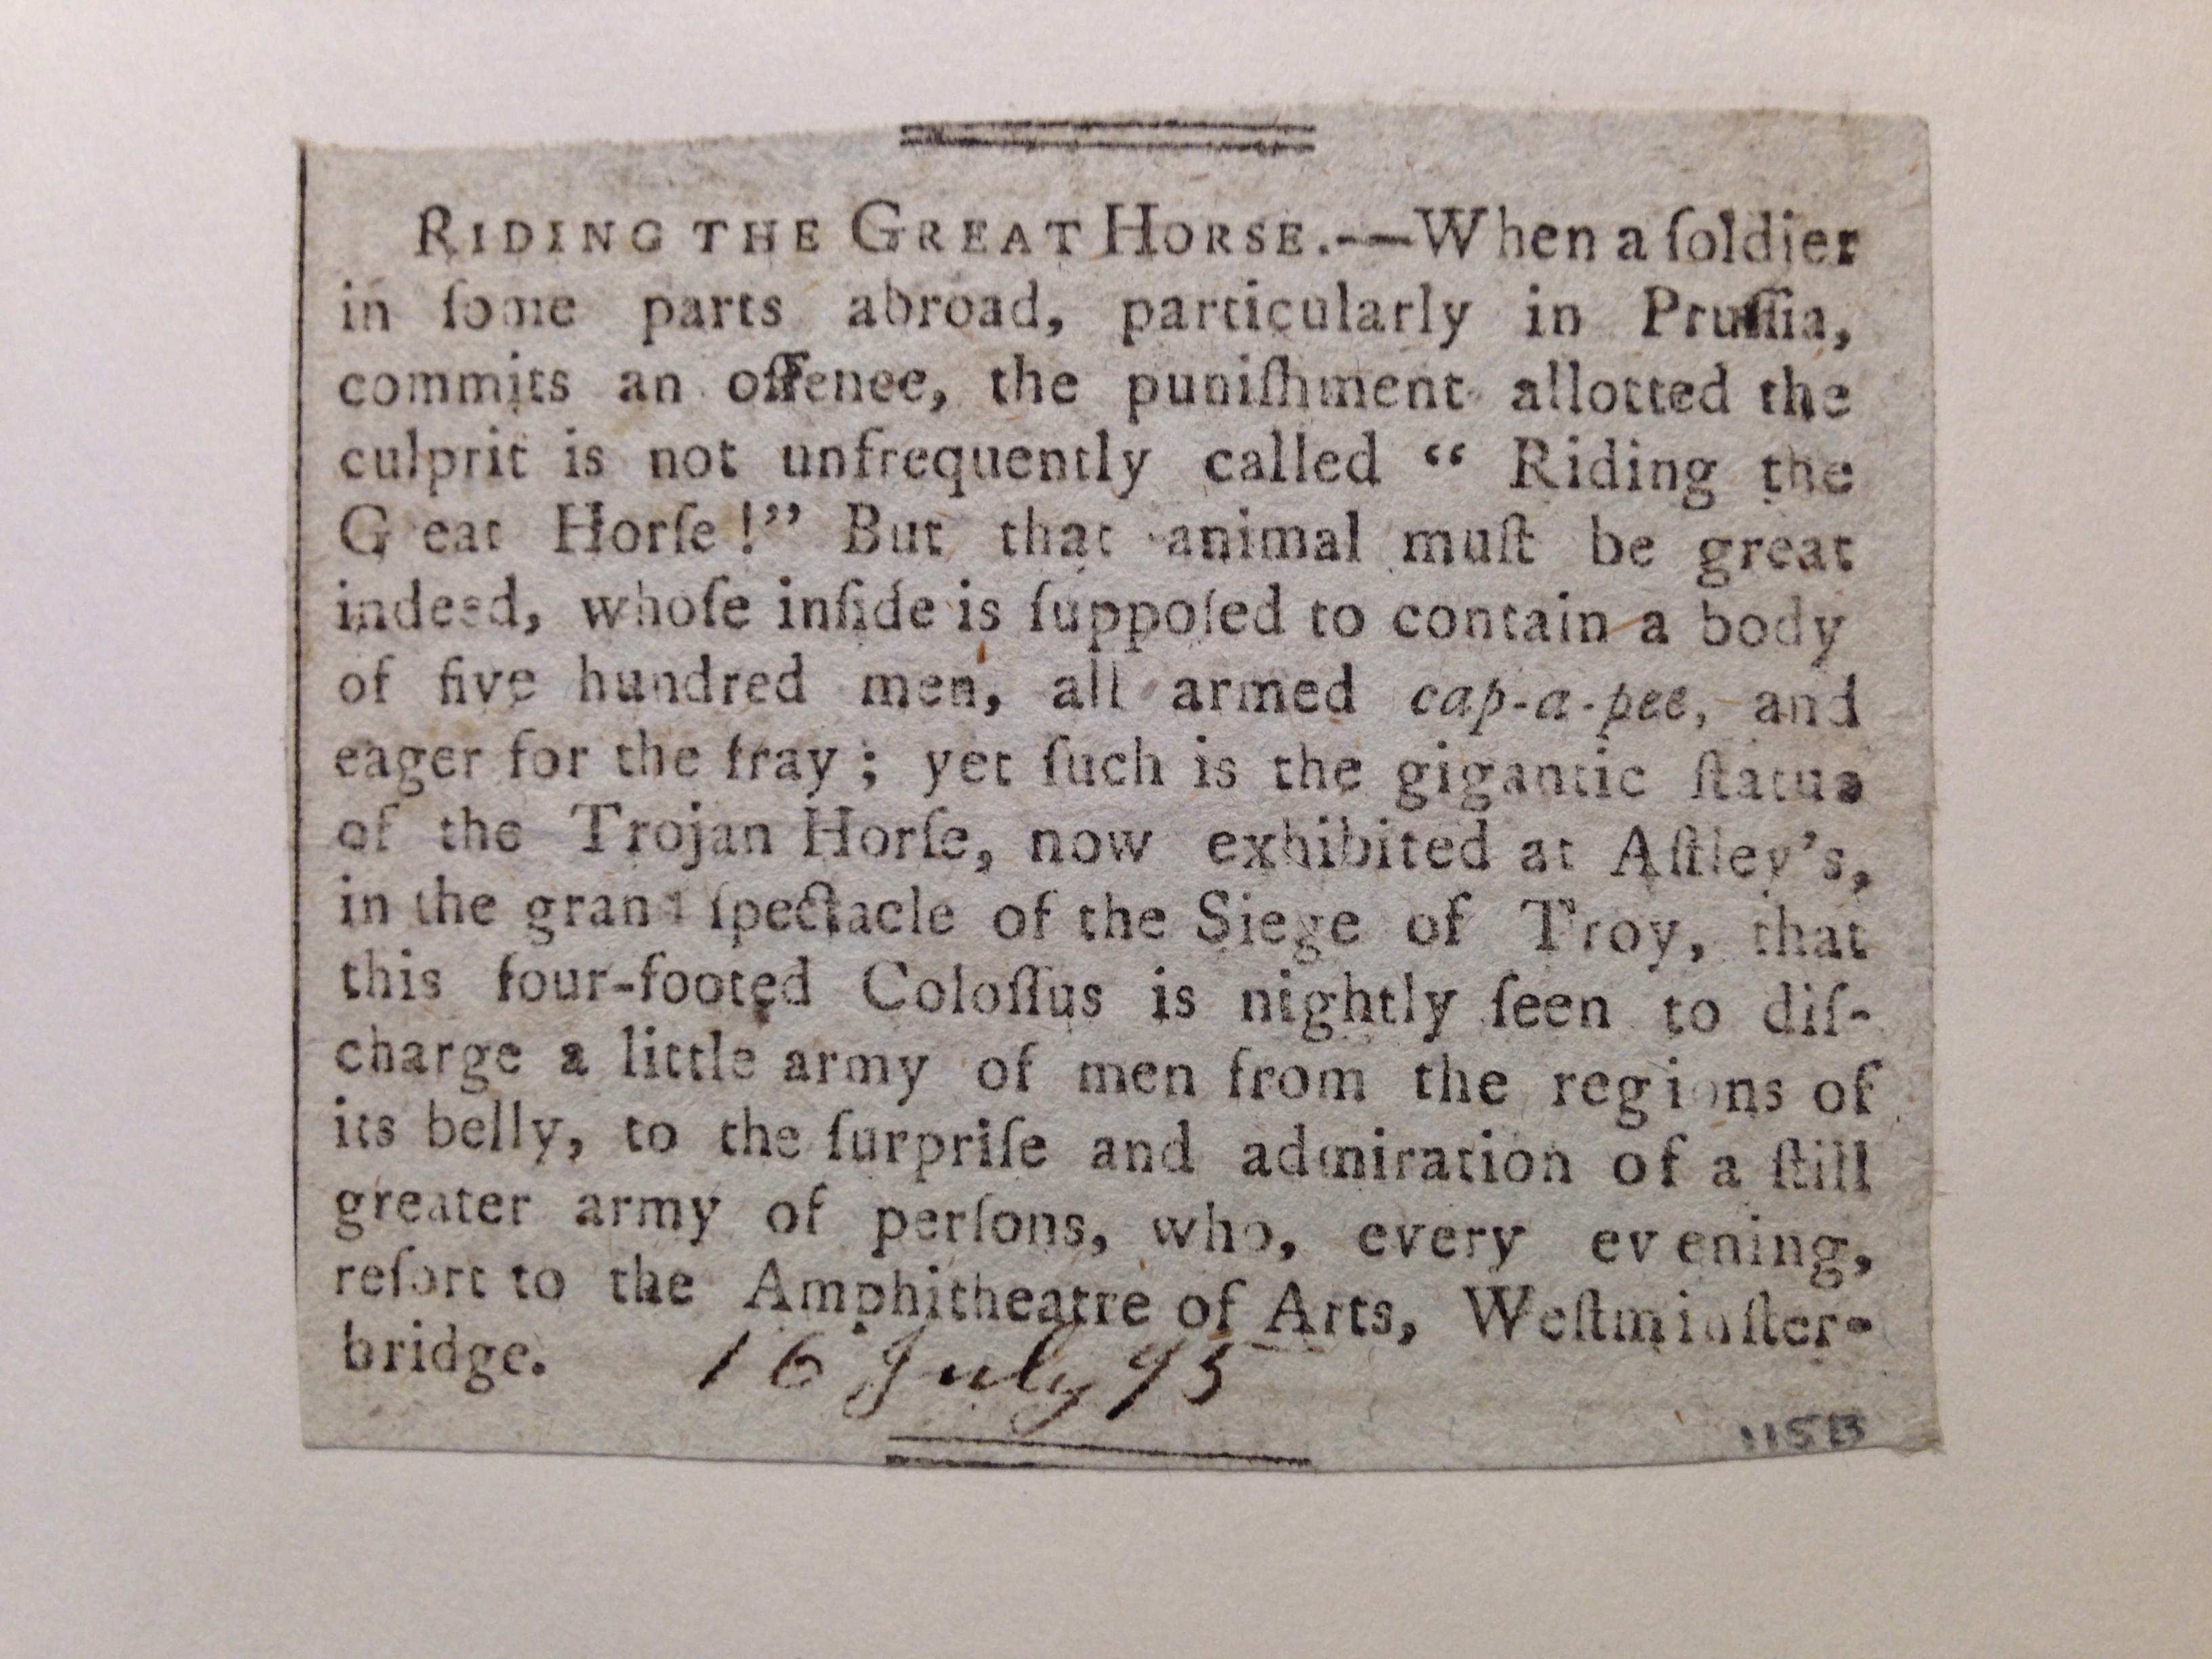 RIDING THE GREAT HORSE.——When a ſoldier
in ſome parts abroad, particularly in Pruſſia,
commits an offenee, the puniſhment allotted the
culprit is not unfrequently called “ Riding the
G eat Horſe !” But that animal muſt be great
indeed, whoſe inſide is ſuppoſed to contain a body
of five hundred men, all armed cap-a-pee, and
eager for the fray ; yet ſuch is the gigantic ſtatue
of the Trojan Horſe, now exhibited at Aſtley’s,
in the grand ſpectacle of the Siege of Troy, that
this four-footed Coloſſus is nightly ſeen to diſ-
charge a little army of men from the regions of
its belly, to the ſurpriſe and admiration of a ſtill
greater army of perſons, who, every evening,
reſort to the Amphitheatre of Arts, Weſtminſter-
bridge.
16 July 95
115B